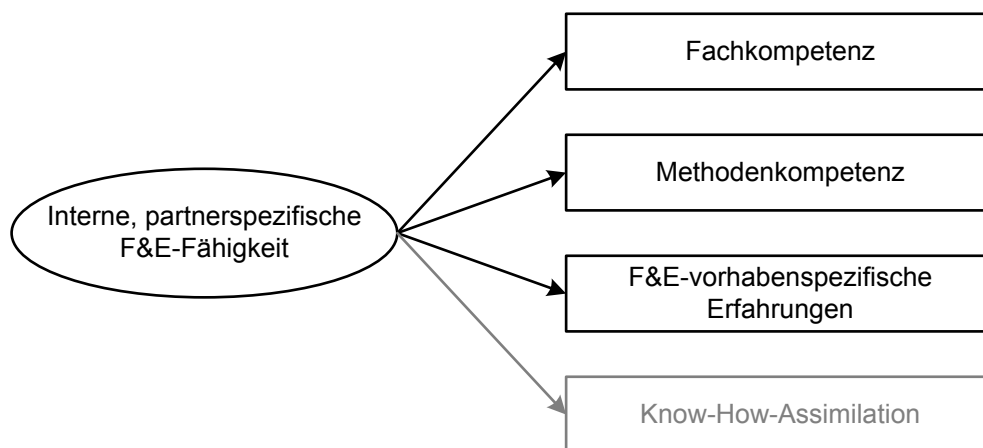 Fachkompetenz
Methodenkompetenz
Interne, partnerspezifische
F&E-Fähigkeit
F&E-vorhabenspezifische
Erfahrungen
Know-How-Assimilation